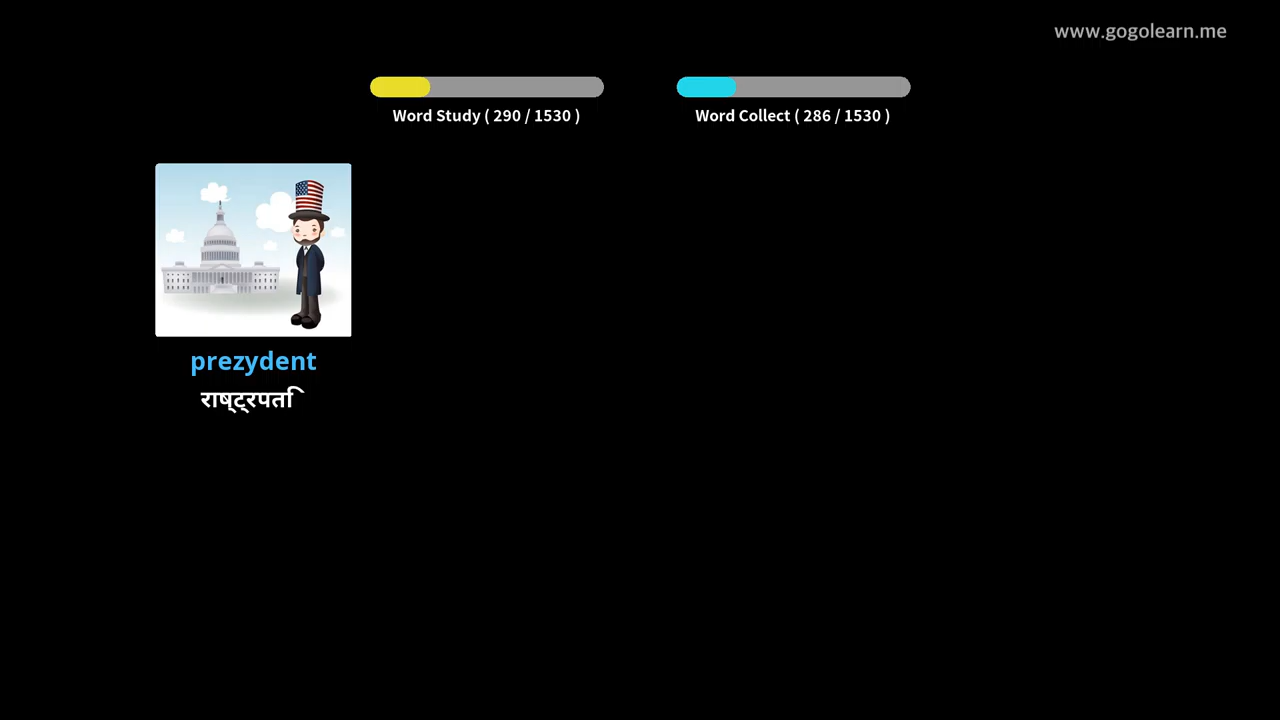 www.gogolearn.me
Word Study ( 290 / 1530 )
Word Collect ( 286 / 1530 )
prezydent
राष्ट्रपति